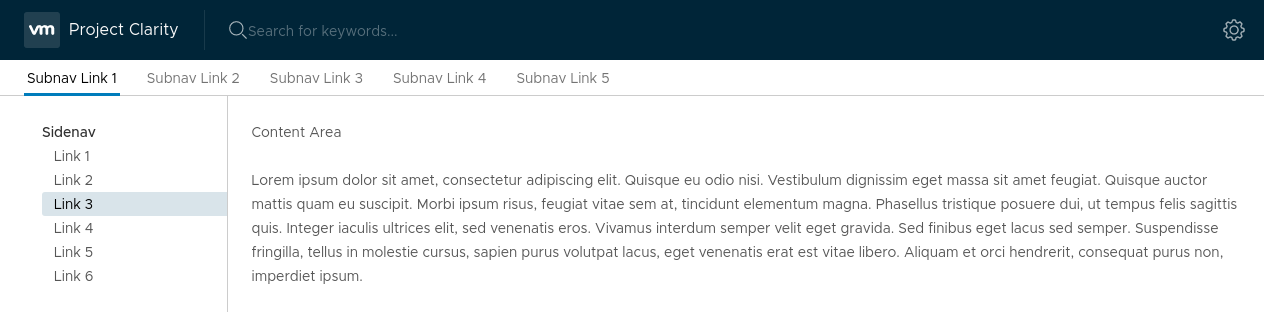 vm Project Clarity Search for keywords...
Subnav Link 1 Subnav Link 2 Subnav Link 3 Subnav Link 4 Subnav Link 5
Sidenav
Link 1
Link 2
Link 3
Link 4
Link 5
Link 6
Content Area
Lorem ipsum dolor sit amet, consectetur adipiscing elit. Quisque eu odio nisi. Vestibulum dignissim eget massa sit amet feugiat. Quisque auctor
mattis quam eu suscipit. Morbi ipsum risus, feugiat vitae sem at, tincidunt elementum magna. Phasellus tristique posuere dui, ut tempus felis sagittis
quis. Integer iaculis ultrices elit, sed venenatis eros. Vivamus interdum semper velit eget gravida. Sed finibus eget lacus sed semper. Suspendisse
fringilla, tellus in molestie cursus, sapien purus volutpat lacus, eget venenatis erat est vitae libero. Aliquam et orci hendrerit, consequat purus non,
imperdiet ipsum.